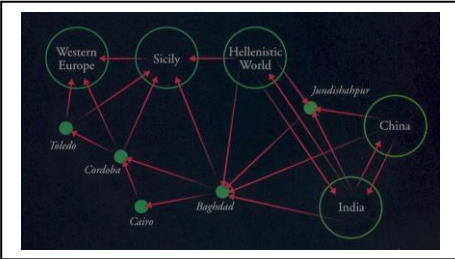 Western
Europe
Sicily
Hellenistic
World
Jundishahpur
China
Toledo
Cordoba
Cairo
Baghdad
India